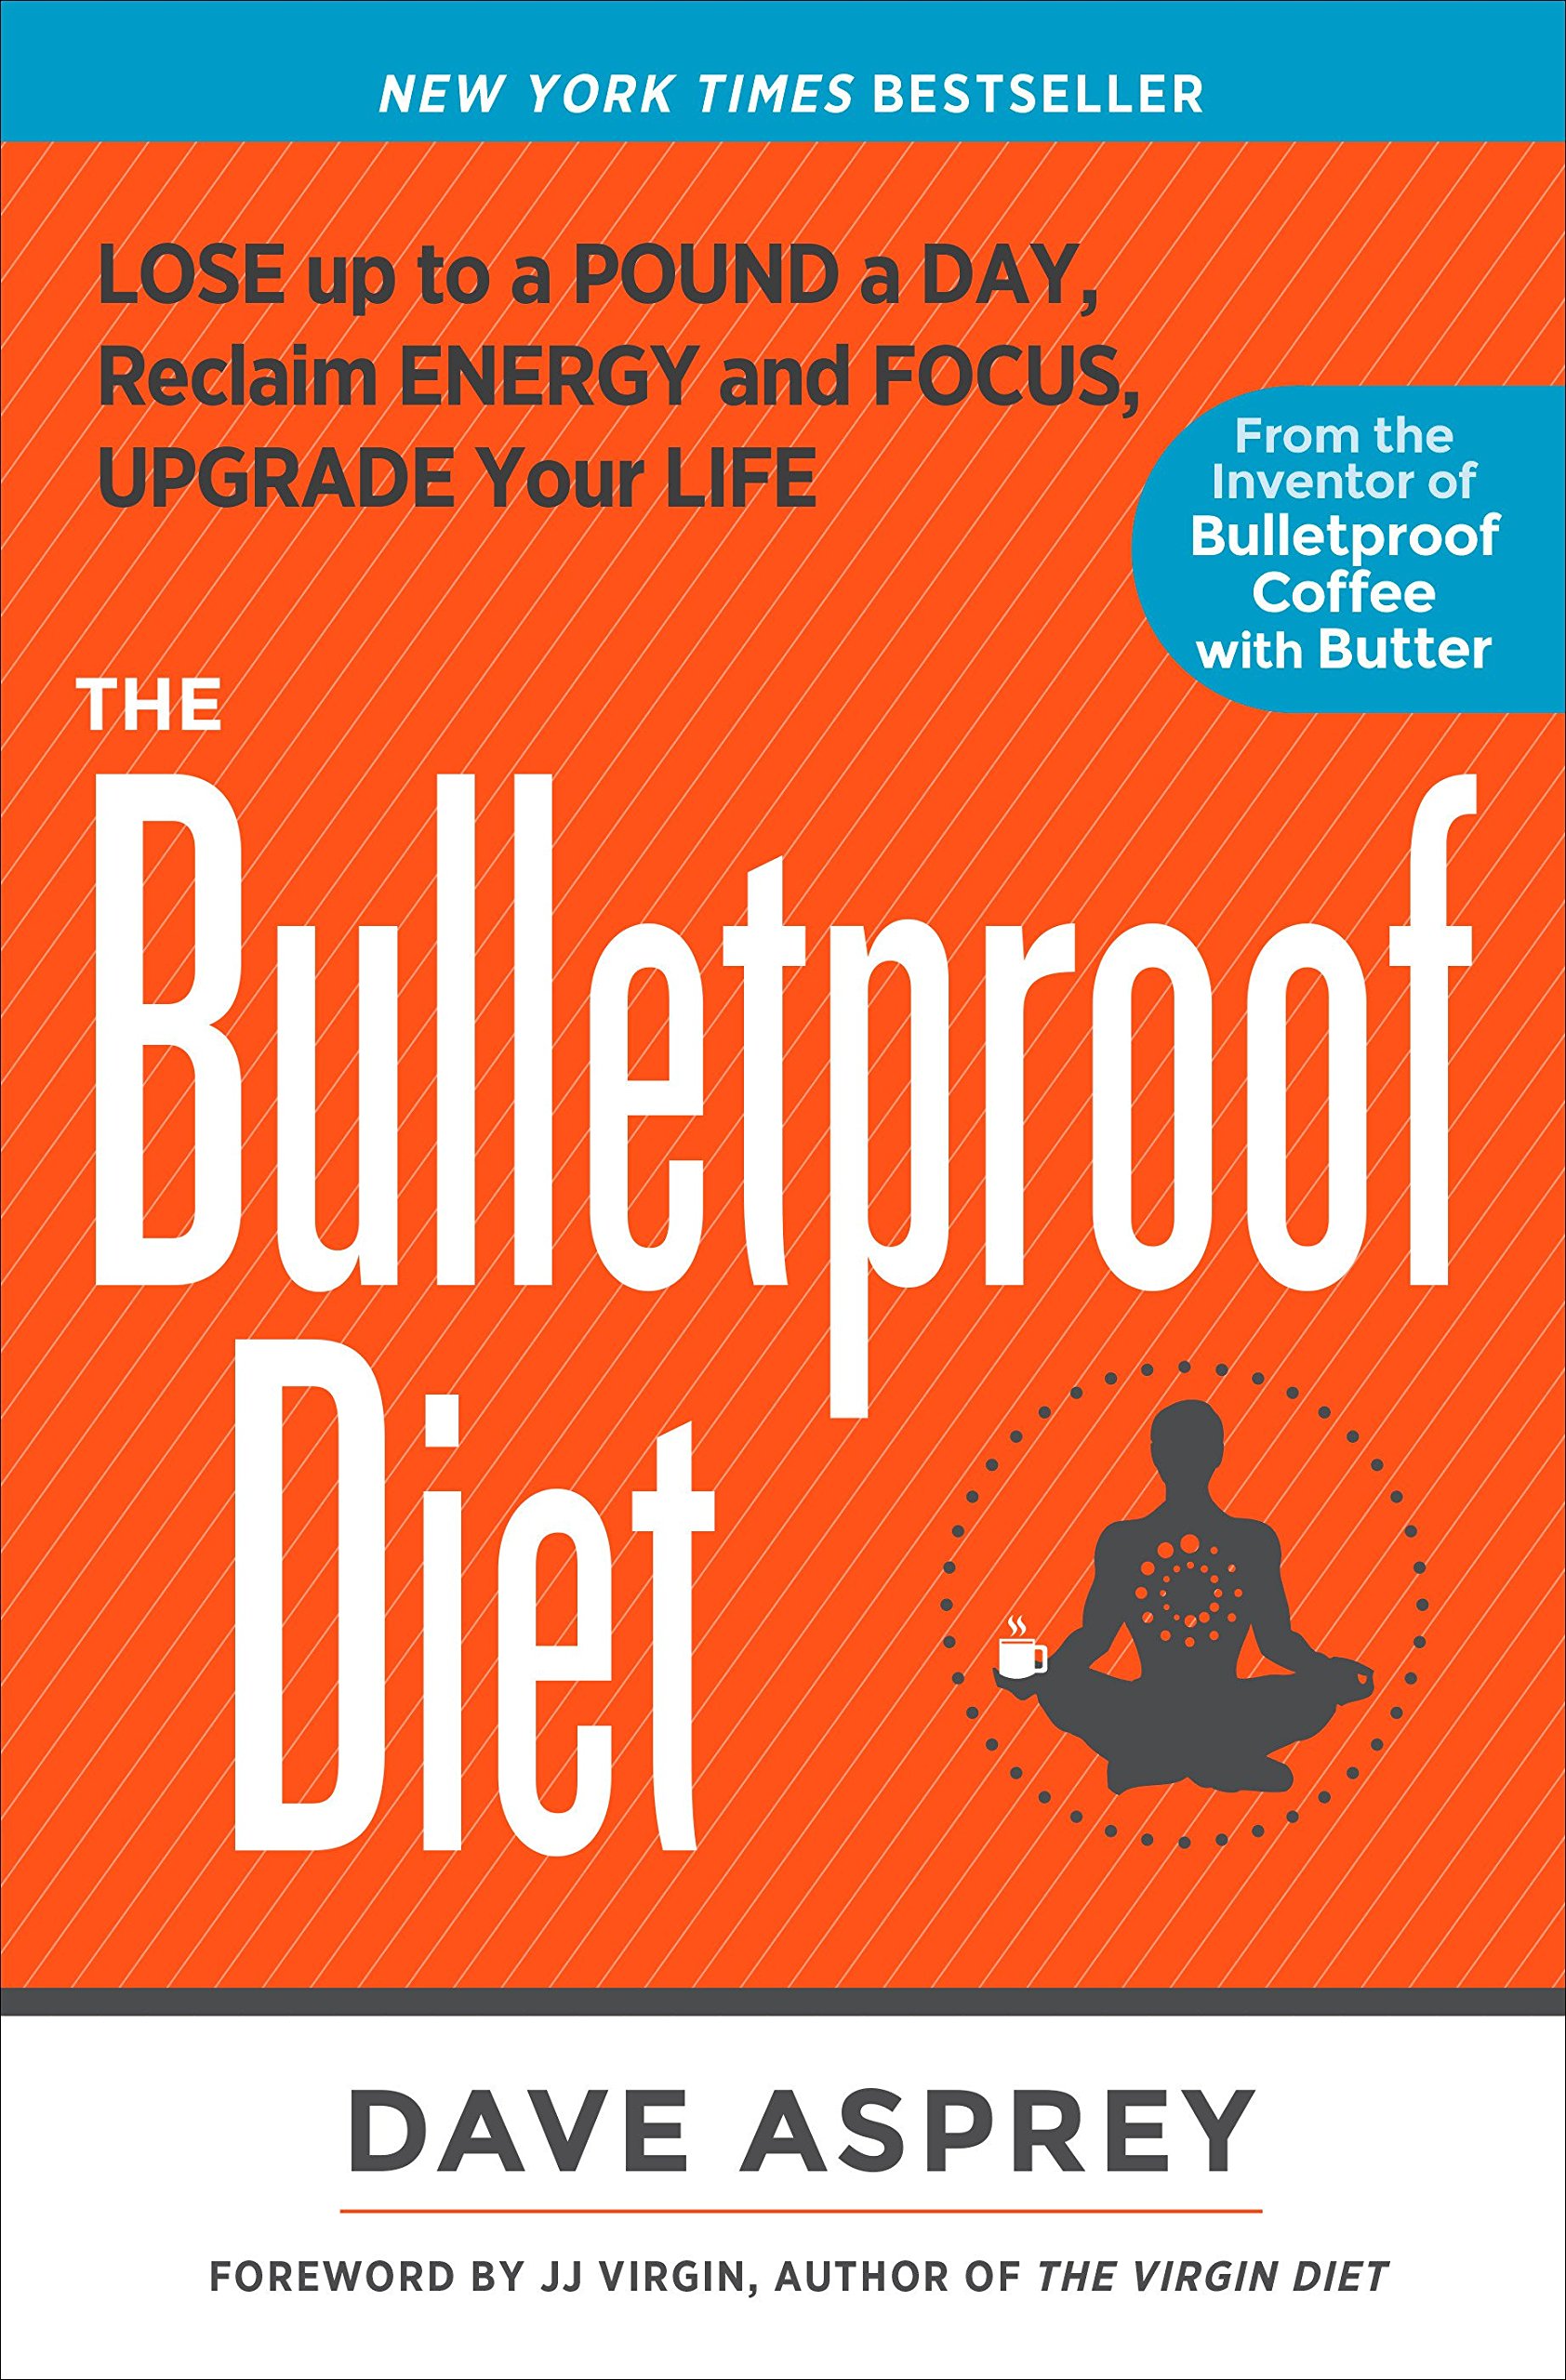 NEW YORK TIMES BESTSELLER
LOSE up to a POUND a DAY,
Reclaim ENERGY and FOCUS,
UPGRADE Your LIFE
From the
Inventor of
Bulletproof
Coffee
with Butter
THE
Bulletproof
Diet
DAVE ASPREY
FOREWORD BY JJ VIRGIN, AUTHOR OF THE VIRGIN DIET